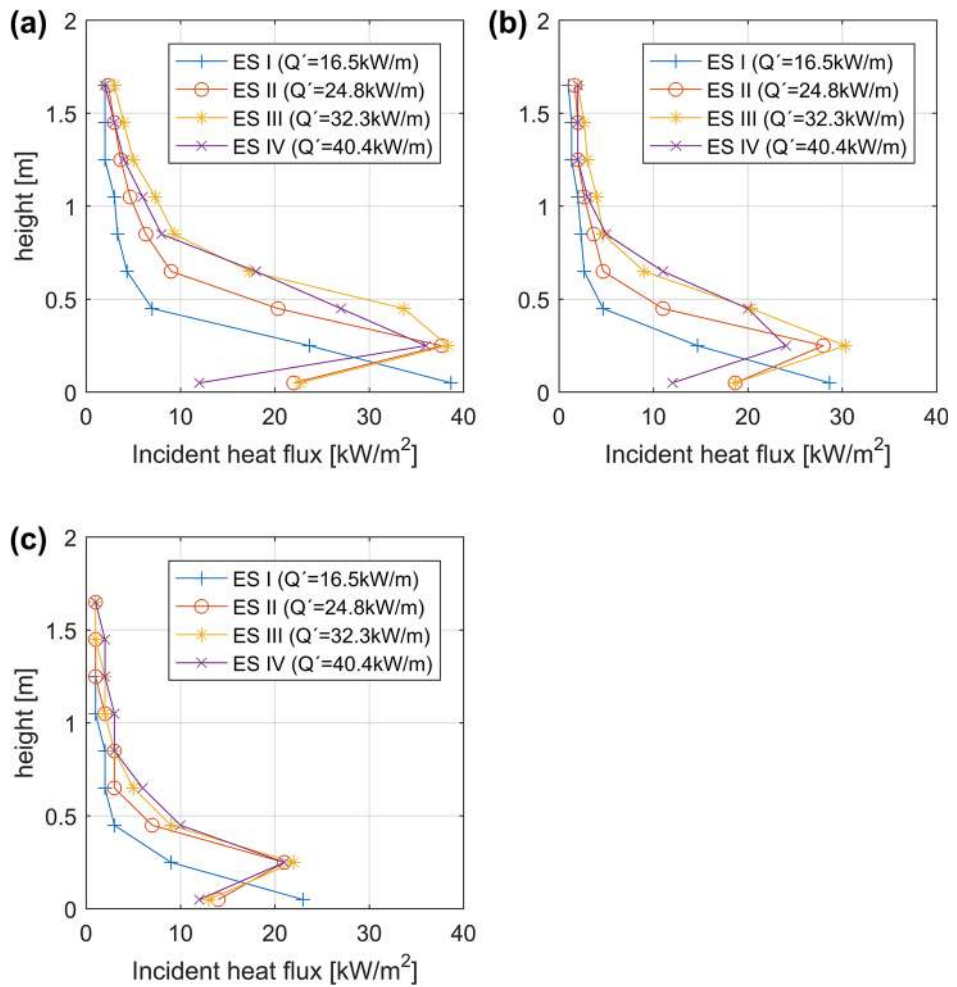 (a)
2
1.5
1
0.5
0
height [m]
ES I (Q´=16.5kW/m)
ES II (Q´=24.8kW/m)
ES III (Q´=32.3kW/m)
ES IV (Q´=40.4kW/m)
0 10 20 30 40
Incident heat flux [kW/m²]
(b)
2
1.5
1
0.5
0
ES I (Q´=16.5kW/m)
ES II (Q´=24.8kW/m)
ES III (Q´=32.3kW/m)
ES IV (Q´=40.4kW/m)
0 10 20 30 40
Incident heat flux [kW/m²]
(c)
2
1.5
1
0.5
0
height [m]
ES I (Q´=16.5kW/m)
ES II (Q´=24.8kW/m)
ES III (Q´=32.3kW/m)
ES IV (Q´=40.4kW/m)
0 10 20 30 40
Incident heat flux [kW/m²]